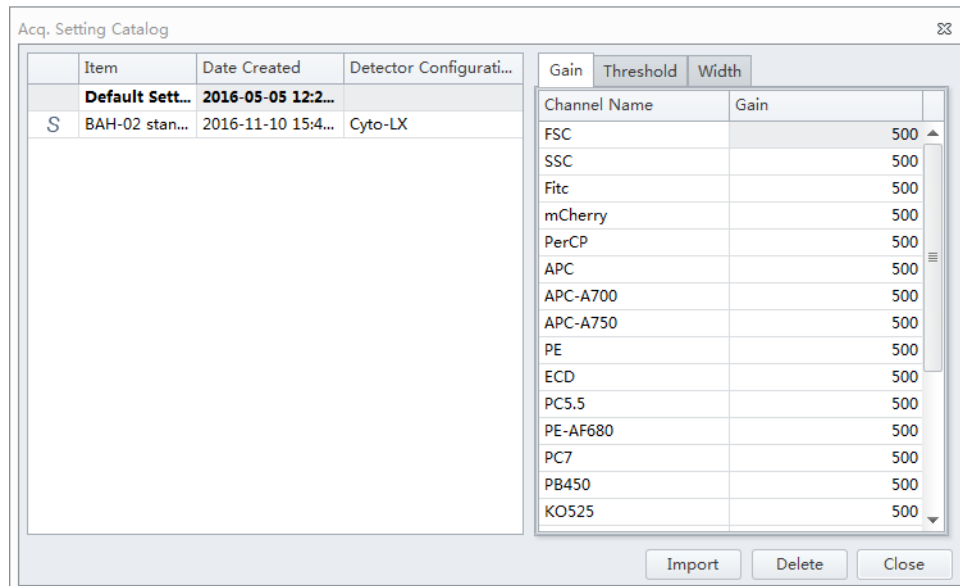 Acq. Setting Catalog
Item Date Created Detector Configurati...
Default Sett... 2016-05-05 12:2...
S BAH-02 stan... 2016-11-10 15:4... Cyto-LX
Gain Threshold Width
Channel Name Gain
FSC 500
SSC 500
Fitc 500
mCherry 500
PerCP 500
APC 500
APC-A700 500
APC-A750 500
PE 500
ECD 500
PC5.5 500
PE-AF680 500
PC7 500
PB450 500
KO525 500
Import Delete Close